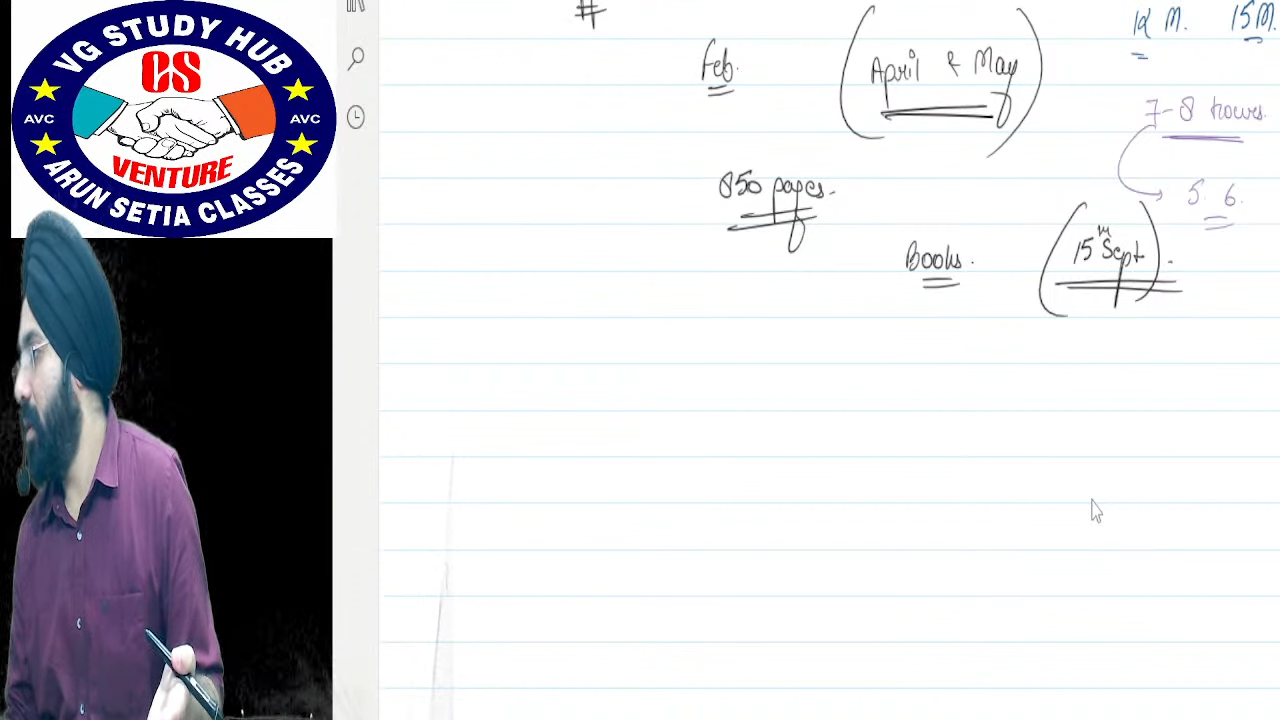 VG STUDY HUB
CS
AVC
AVC
VENTURE
ARUN SETIA CLASSES
#
Feb.
(April & May)
12 M. 15 M.
7-8 hours.
5. 6.
850 pages.
Books.
(15th Sept).